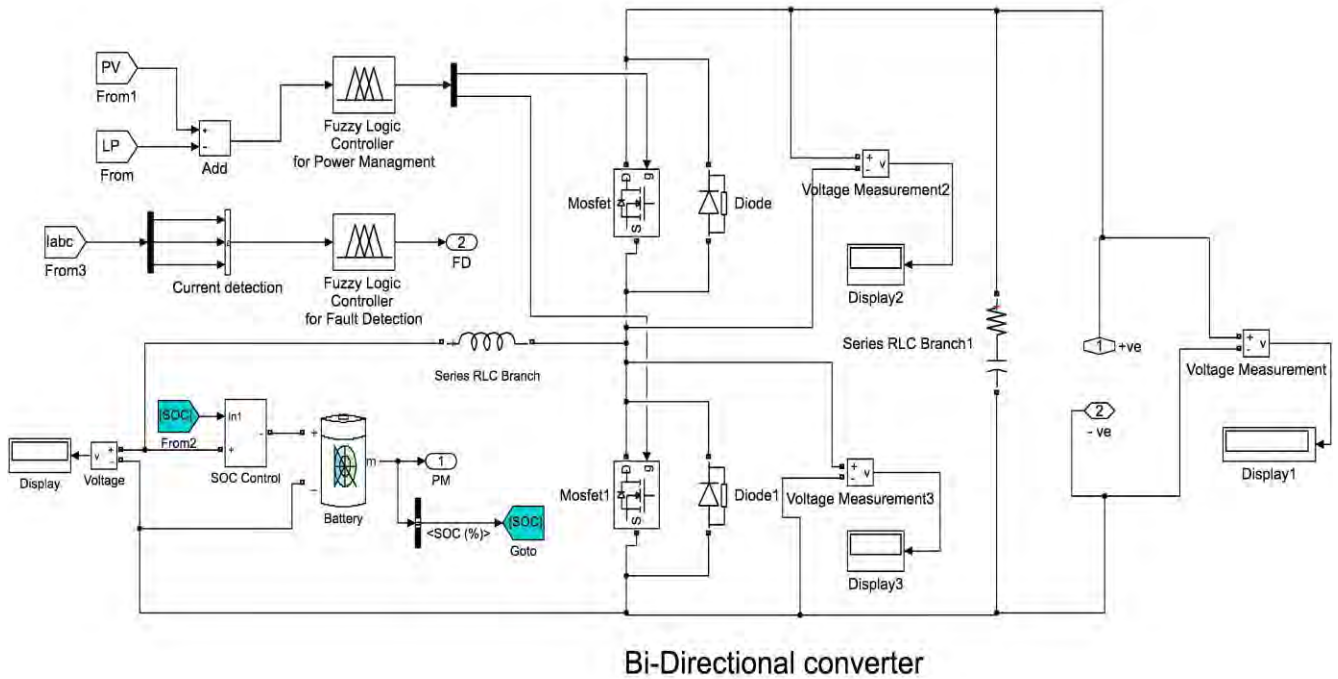 PV
From1
LP
From
+
-
Add
Fuzzy Logic
Controller
for Power Managment
Iabc
From3
Current detection
Fuzzy Logic
Controller
for Fault Detection
2
FD
D
g
S
Mosfet
Diode
+
-
v
Voltage Measurement2
Display2
Series RLC Branch
Series RLC Branch1
1
+ve
2
- ve
+
-
v
Voltage Measurement
Display1
[SOC]
From2
In1
+
-
SOC Control
Display
v
+
-
Voltage
+
−
m
Battery
1
PM
<SOC (%)>
[SOC]
Goto
D
g
S
Mosfet1
Diode1
+
-
v
Voltage Measurement3
Display3
Bi-Directional converter